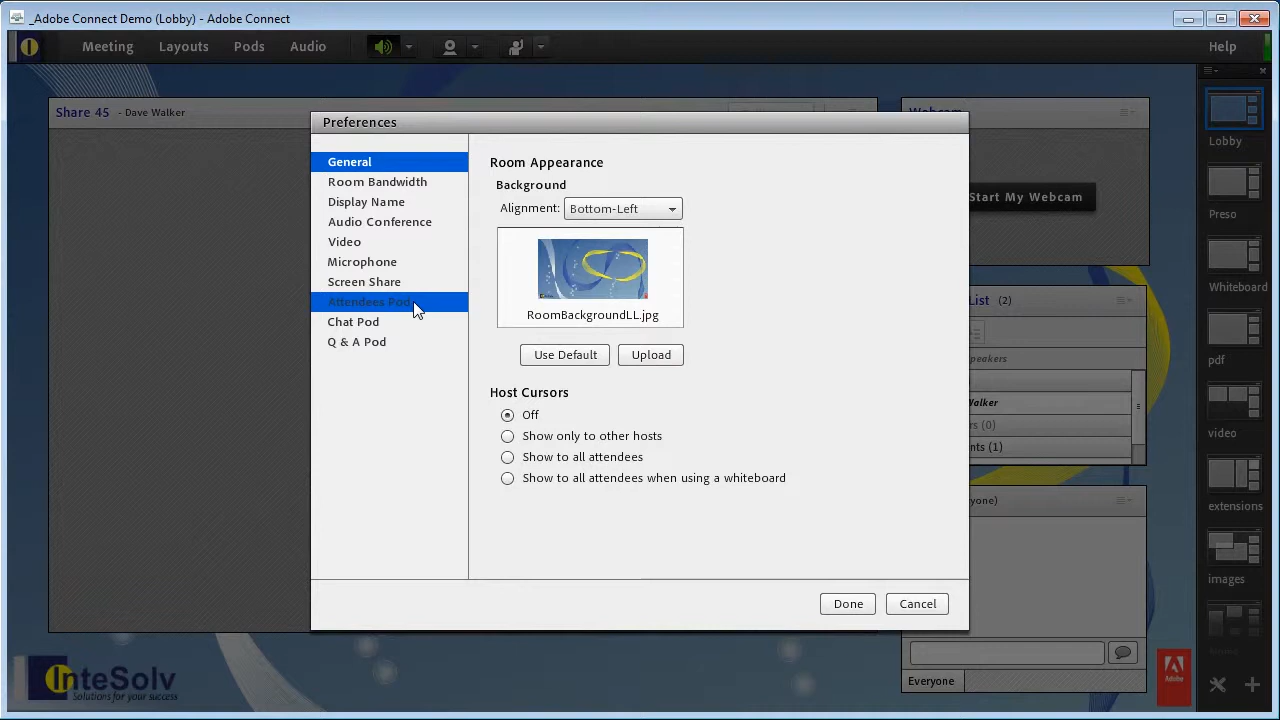 _Adobe Connect Demo (Lobby) - Adobe Connect
Meeting Layouts Pods Audio Help
Share 45 - Dave Walker
Webcam
Start My Webcam
List (2)
Walker
(0)
(1)
Everyone
Preferences
General
Room Bandwidth
Display Name
Audio Conference
Video
Microphone
Screen Share
Attendees Pod
Chat Pod
Q & A Pod
Room Appearance
Background
Alignment: Bottom-Left
RoomBackgroundLL.jpg
Use Default Upload
Host Cursors
Off
Show only to other hosts
Show to all attendees
Show to all attendees when using a whiteboard
Done Cancel
Lobby
Preso
Whiteboard
pdf
video
extensions
images
InteSolv
Solutions for your success
Adobe